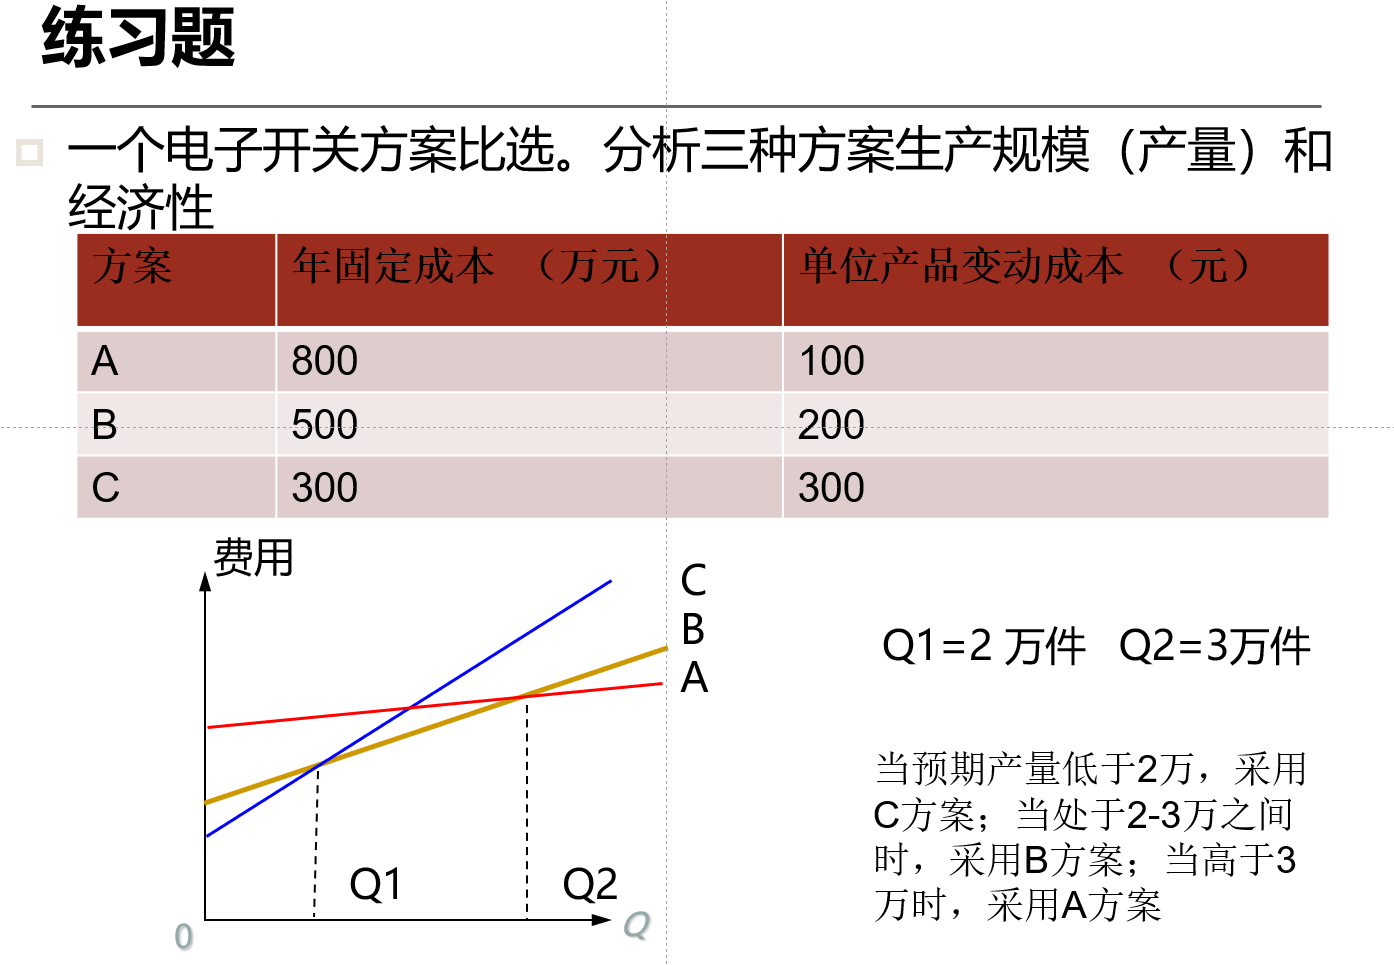 练习题
一个电子开关方案比选。分析三种方案生产规模（产量）和
经济性
方案 年固定成本 （万元） 单位产品变动成本 （元）
A 800 100
B 500 200
C 300 300
费用
C
B
A
Q1=2 万件 Q2=3万件
当预期产量低于2万，采用
C方案；当处于2-3万之间
时，采用B方案；当高于3
万时，采用A方案
Q1 Q2
0 Q